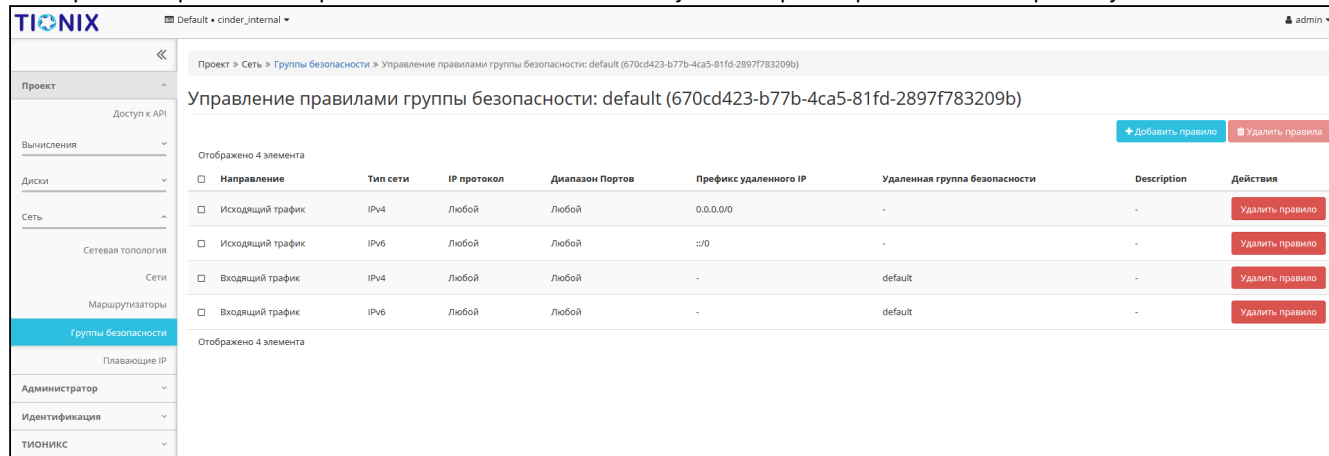 TIONIX
Default • cinder_internal
admin
Проект » Сеть » Группы безопасности » Управление правилами группы безопасности: default (670cd423-b77b-4ca5-81fd-2897f783209b)
Проект
Управление правилами группы безопасности: default (670cd423-b77b-4ca5-81fd-2897f783209b)
Доступ к API
Вычисления
Диски
Сеть
Сетевая топология
Сети
Маршрутизаторы
Группы безопасности
Плавающие IP
Администратор
Идентификация
ТИОНИКС
+ Добавить правило Удалить правила
Отображено 4 элемента
Направление Тип сети IP протокол Диапазон Портов Префикс удаленного IP Удаленная группа безопасности Description Действия
Исходящий трафик IPv4 Любой Любой 0.0.0.0/0 - - Удалить правило
Исходящий трафик IPv6 Любой Любой ::/0 - - Удалить правило
Входящий трафик IPv4 Любой Любой - default - Удалить правило
Входящий трафик IPv6 Любой Любой - default - Удалить правило
Отображено 4 элемента